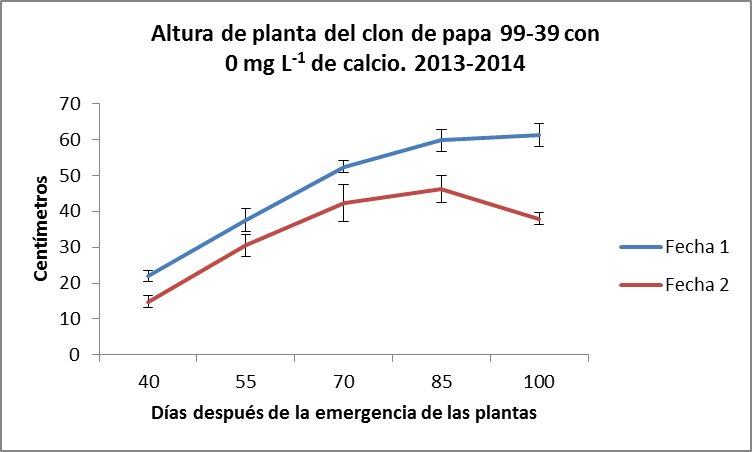 Altura de planta del clon de papa 99-39 con
0 mg L⁻¹ de calcio. 2013-2014
70
60
50
40
30
20
10
0
Centímetros
40 55 70 85 100
Días después de la emergencia de las plantas
Fecha 1
Fecha 2